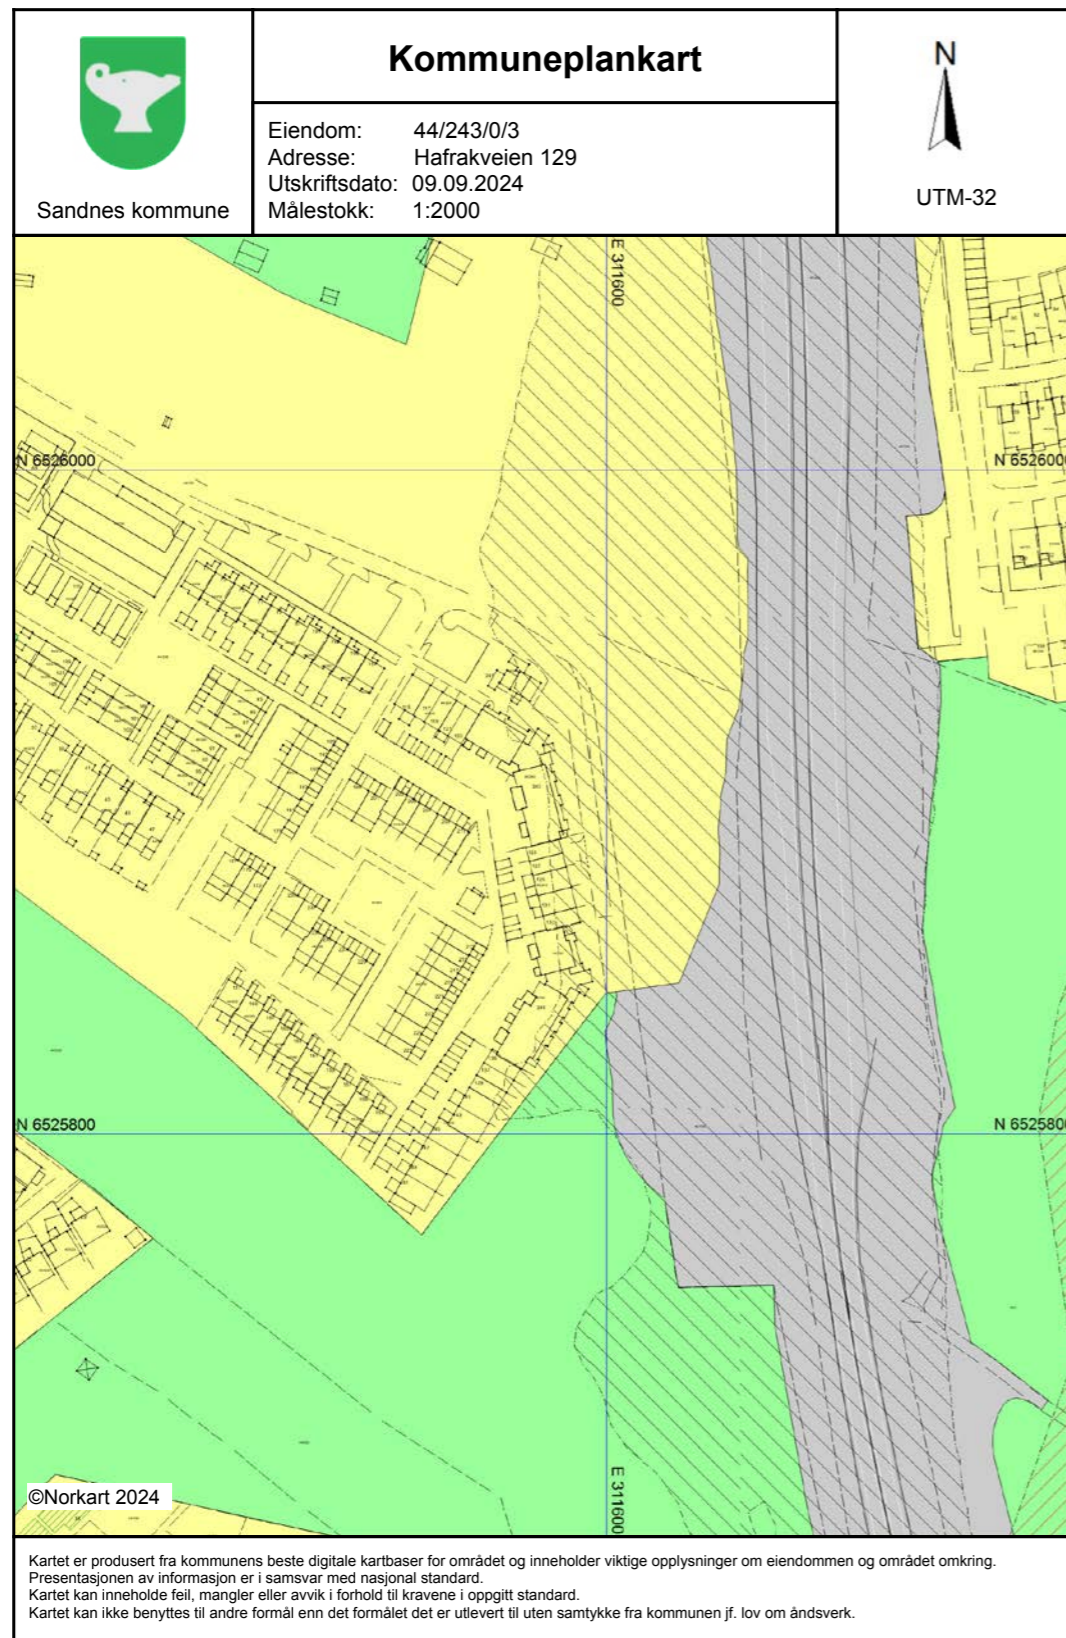 Kommuneplankart
Eiendom: 44/243/0/3
Adresse: Hafrakveien 129
Utskriftsdato: 09.09.2024
Målestokk: 1:2000
Sandnes kommune
N
UTM-32
E 311600
N 6526000
N 6526000
N 6525800
N 6525800
E 311600
©Norkart 2024
Kartet er produsert fra kommunens beste digitale kartbaser for området og inneholder viktige opplysninger om eiendommen og området omkring.
Presentasjonen av informasjon er i samsvar med nasjonal standard.
Kartet kan inneholde feil, mangler eller avvik i forhold til kravene i oppgitt standard.
Kartet kan ikke benyttes til andre formål enn det formålet det er utlevert til uten samtykke fra kommunen jf. lov om åndsverk.